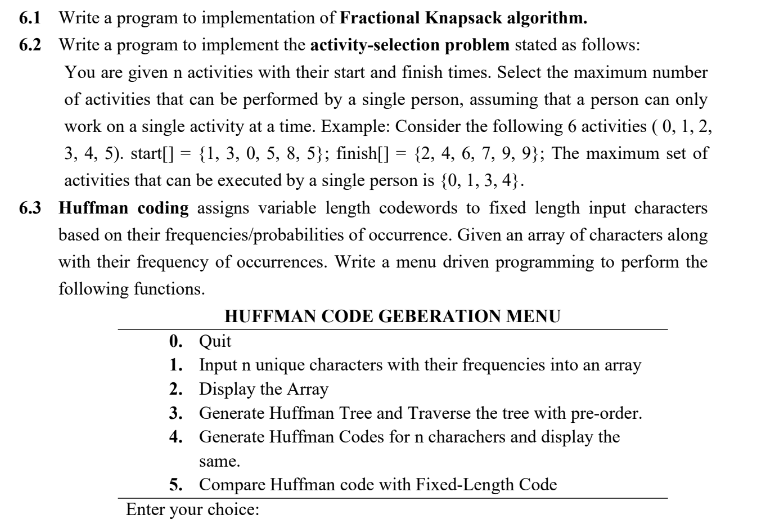 6.1 Write a program to implementation of Fractional Knapsack algorithm.
6.2 Write a program to implement the activity-selection problem stated as follows:
You are given n activities with their start and finish times. Select the maximum number
of activities that can be performed by a single person, assuming that a person can only
work on a single activity at a time. Example: Consider the following 6 activities ( 0, 1, 2,
3, 4, 5). start[] = {1, 3, 0, 5, 8, 5}; finish[] = {2, 4, 6, 7, 9, 9}; The maximum set of
activities that can be executed by a single person is {0, 1, 3, 4}.
6.3 Huffman coding assigns variable length codewords to fixed length input characters
based on their frequencies/probabilities of occurrence. Given an array of characters along
with their frequency of occurrences. Write a menu driven programming to perform the
following functions.
HUFFMAN CODE GEBERATION MENU
0. Quit
1. Input n unique characters with their frequencies into an array
2. Display the Array
3. Generate Huffman Tree and Traverse the tree with pre-order.
4. Generate Huffman Codes for n charachers and display the
same.
5. Compare Huffman code with Fixed-Length Code
Enter your choice: